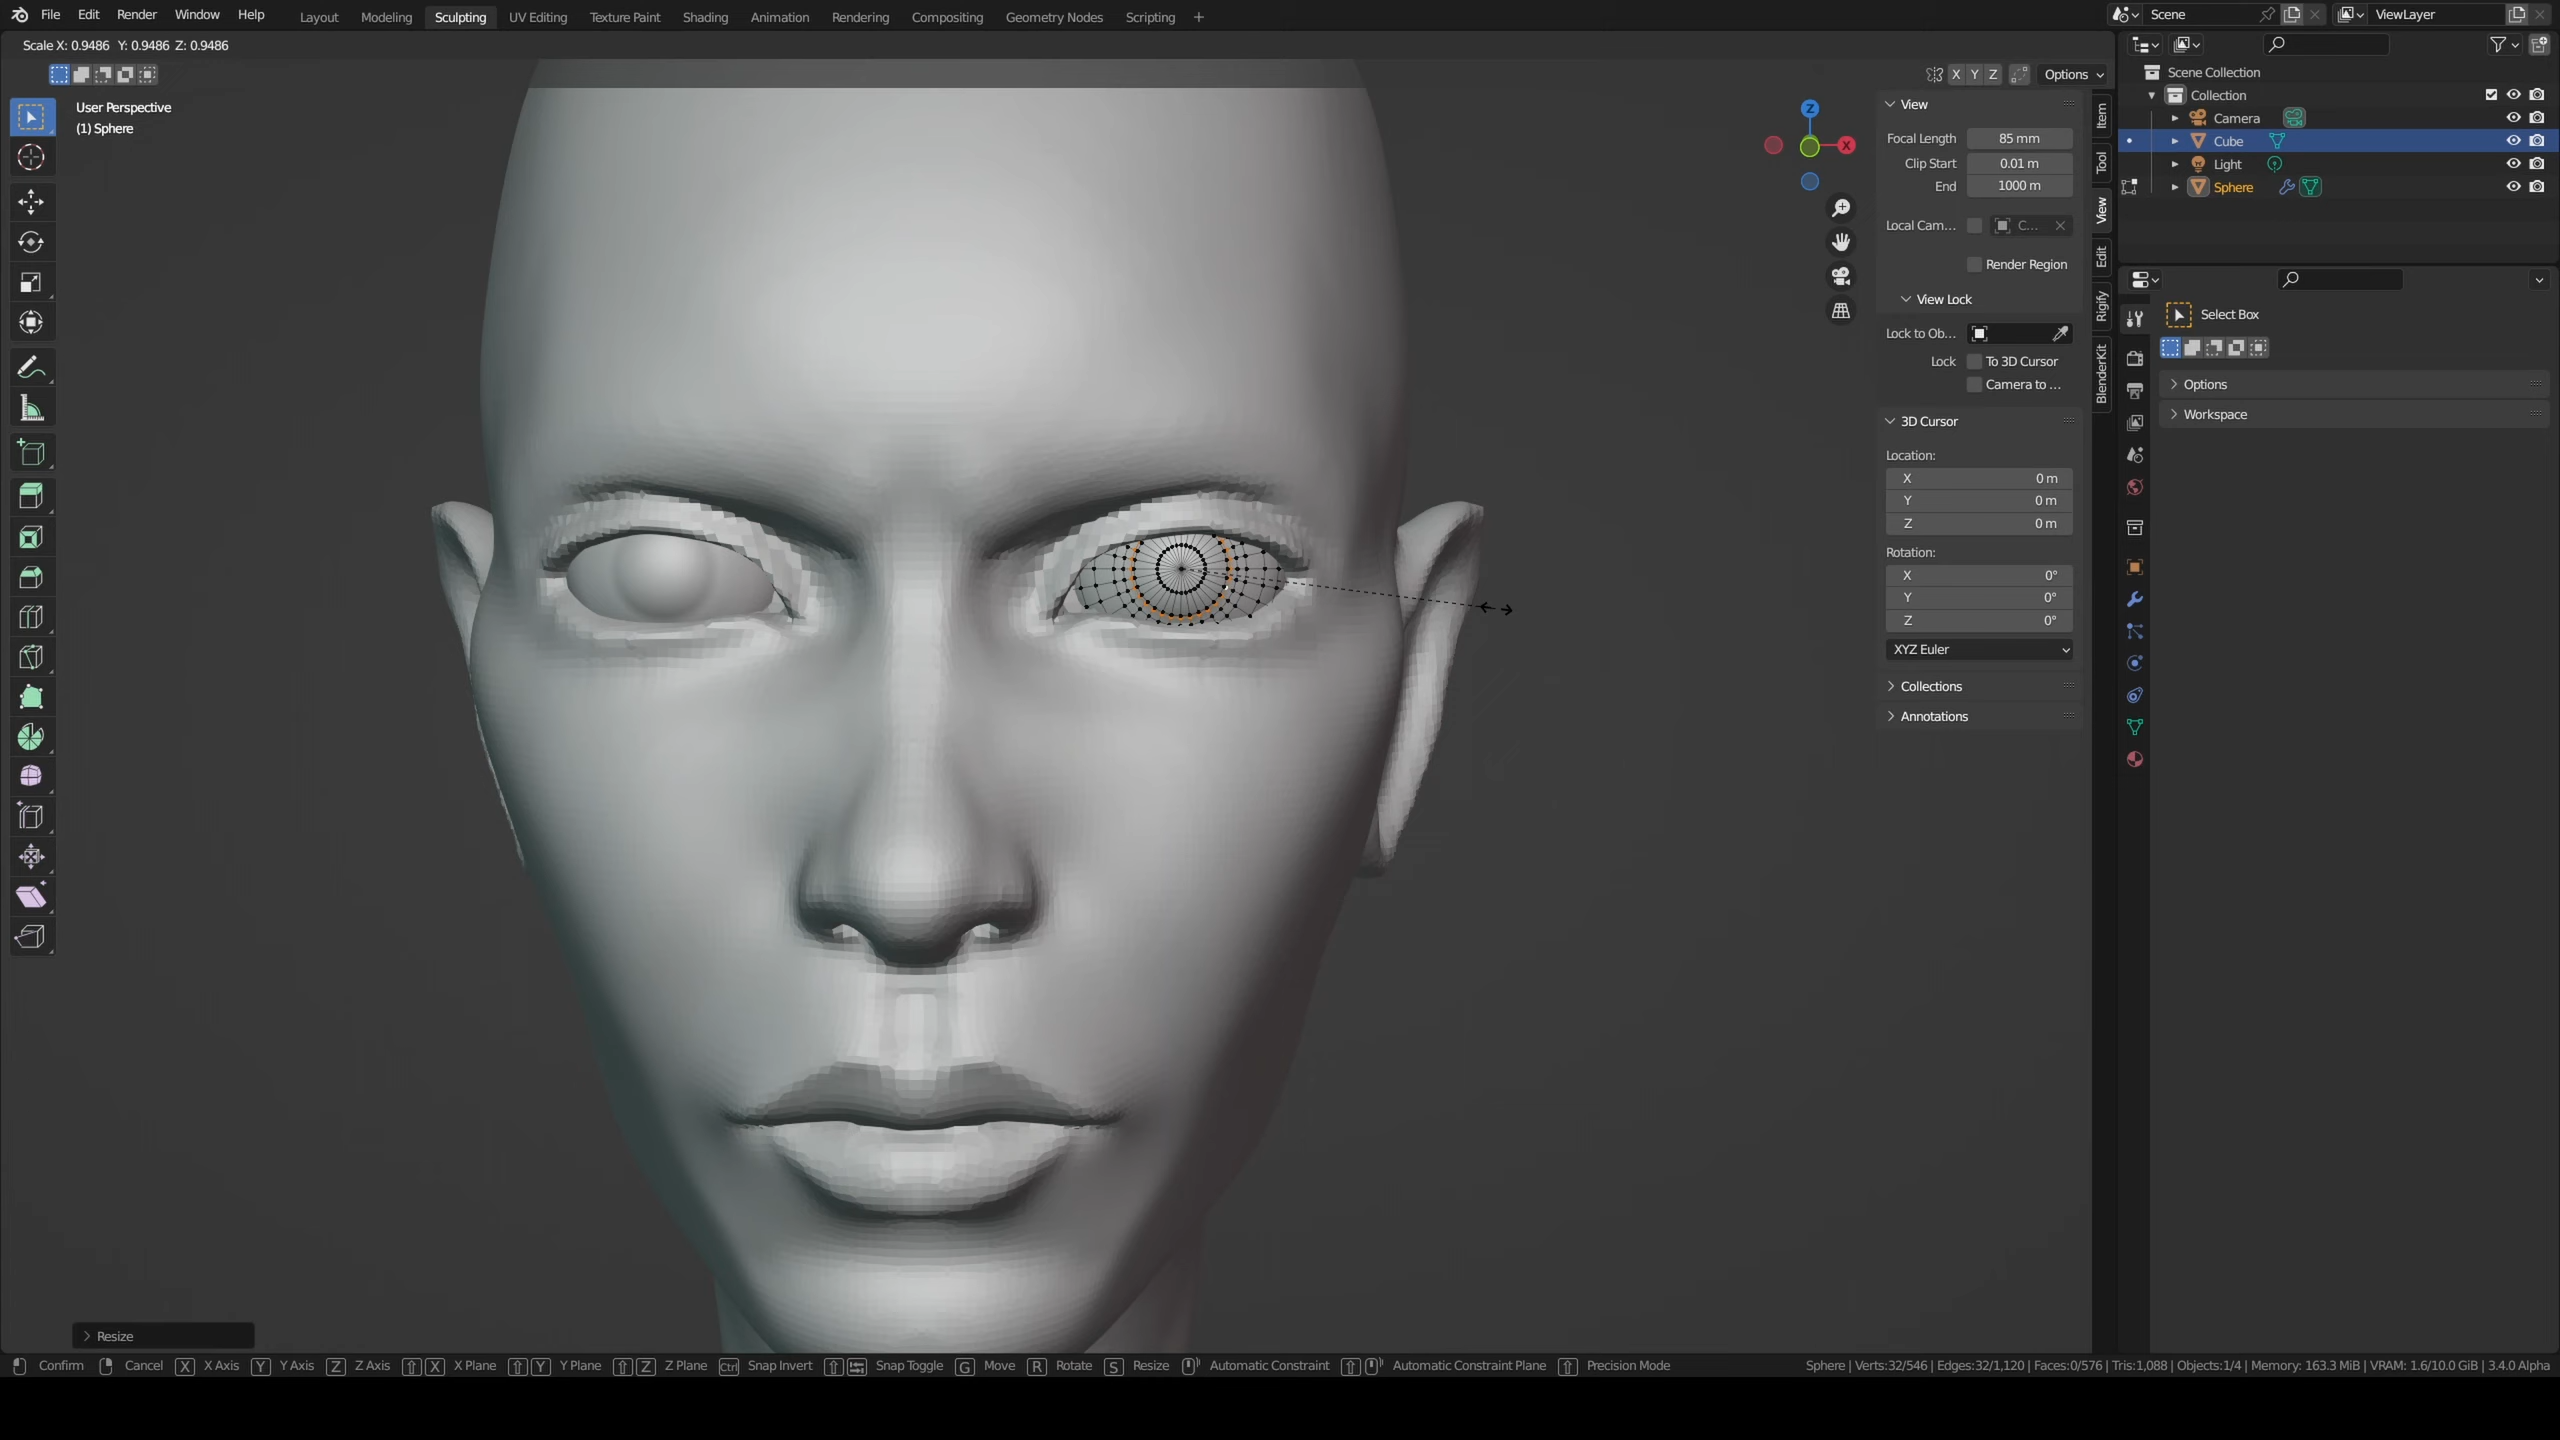 File Edit Render Window Help Layout Modeling Sculpting UV Editing Texture Paint Shading Animation Rendering Compositing Geometry Nodes Scripting + Scene ViewLayer
Scale X: 0.9486 Y: 0.9486 Z: 0.9486
X Y Z Options
User Perspective
(1) Sphere
Z
X
View
Focal Length 85 mm
Clip Start 0.01 m
End 1000 m
Local Cam... C...
Render Region
View Lock
Lock to Ob...
Lock To 3D Cursor
Camera to ...
3D Cursor
Location:
X 0 m
Y 0 m
Z 0 m
Rotation:
X 0°
Y 0°
Z 0°
XYZ Euler
Collections
Annotations
Item
Tool
View
Edit
Rigify
BlenderKit
Scene Collection
Collection
Camera
Cube
Light
Sphere
Select Box
Options
Workspace
Resize
Confirm Cancel X X Axis Y Y Axis Z Z Axis X X Plane Y Y Plane Z Z Plane Ctrl Snap Invert Snap Toggle G Move R Rotate S Resize Automatic Constraint Automatic Constraint Plane Precision Mode Sphere | Verts:32/546 | Edges:32/1,120 | Faces:0/576 | Tris:1,088 | Objects:1/4 | Memory: 163.3 MiB | VRAM: 1.6/10.0 GiB | 3.4.0 Alpha